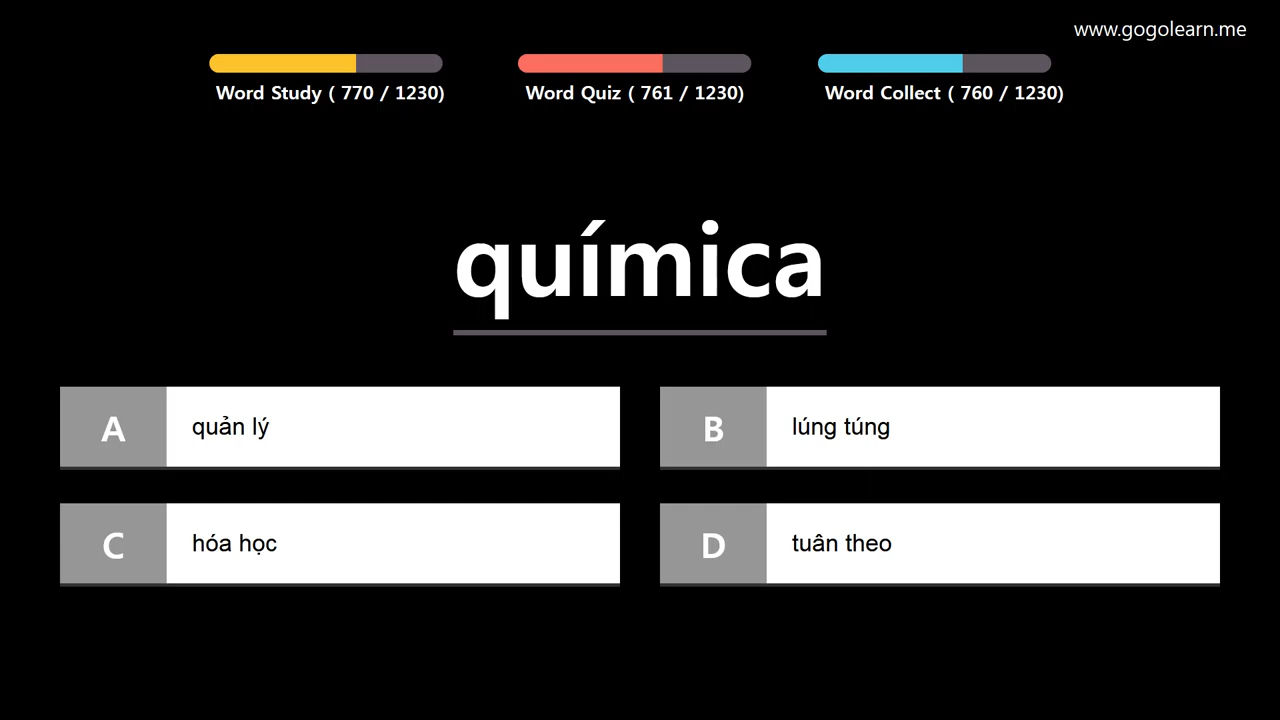 www.gogolearn.me
Word Study ( 770 / 1230)
Word Quiz ( 761 / 1230)
Word Collect ( 760 / 1230)
química
A quản lý
B lúng túng
C hóa học
D tuân theo